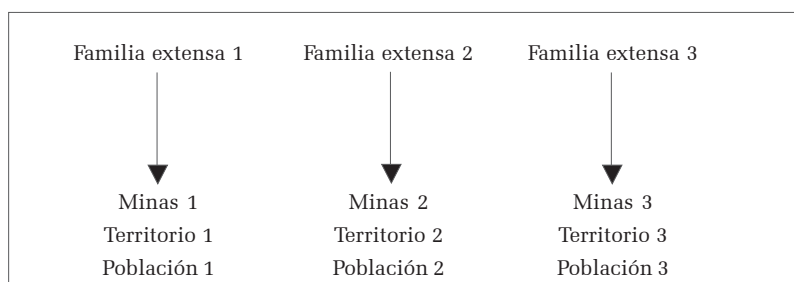 Familia extensa 1 Familia extensa 2 Familia extensa 3
Minas 1 Minas 2 Minas 3
Territorio 1 Territorio 2 Territorio 3
Población 1 Población 2 Población 3